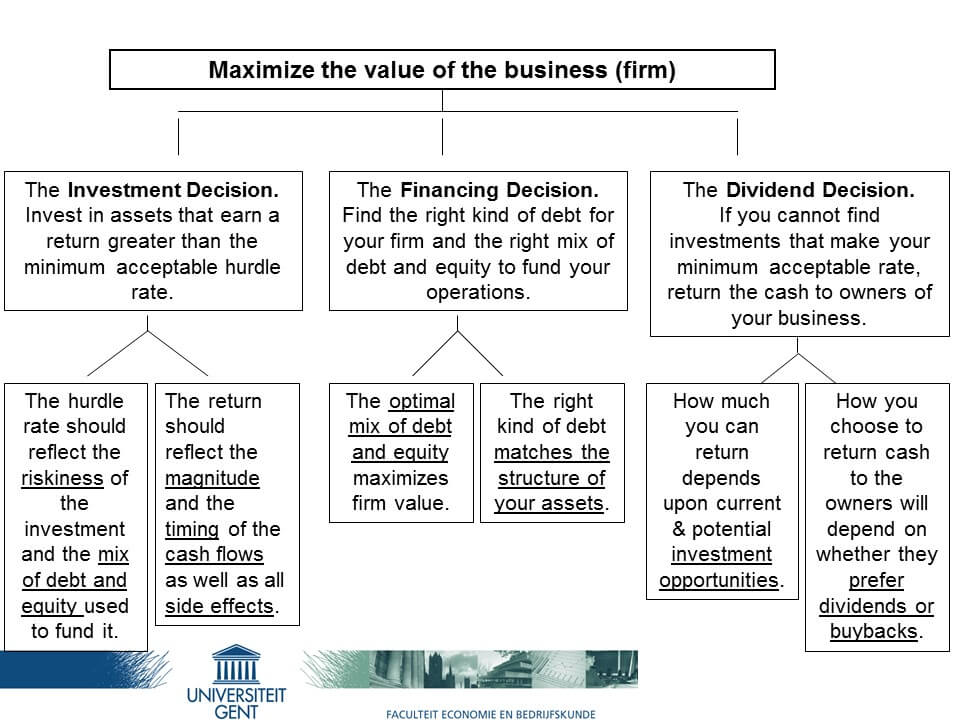 Maximize the value of the business (firm)
The Investment Decision.
Invest in assets that earn a
return greater than the
minimum acceptable hurdle
rate.
The Financing Decision.
Find the right kind of debt for
your firm and the right mix of
debt and equity to fund your
operations.
The Dividend Decision.
If you cannot find
investments that make your
minimum acceptable rate,
return the cash to owners of
your business.
The hurdle
rate should
reflect the
riskiness of
the
investment
and the mix
of debt and
equity used
to fund it.
The return
should
reflect the
magnitude
and the
timing of the
cash flows
as well as all
side effects.
The optimal
mix of debt
and equity
maximizes
firm value.
The right
kind of debt
matches the
structure of
your assets.
How much
you can
return
depends
upon current
& potential
investment
opportunities.
How you
choose to
return cash
to the
owners will
depend on
whether they
prefer
dividends or
buybacks.
UNIVERSITEIT
GENT
FACULTEIT ECONOMIE EN BEDRIJFSKUNDE